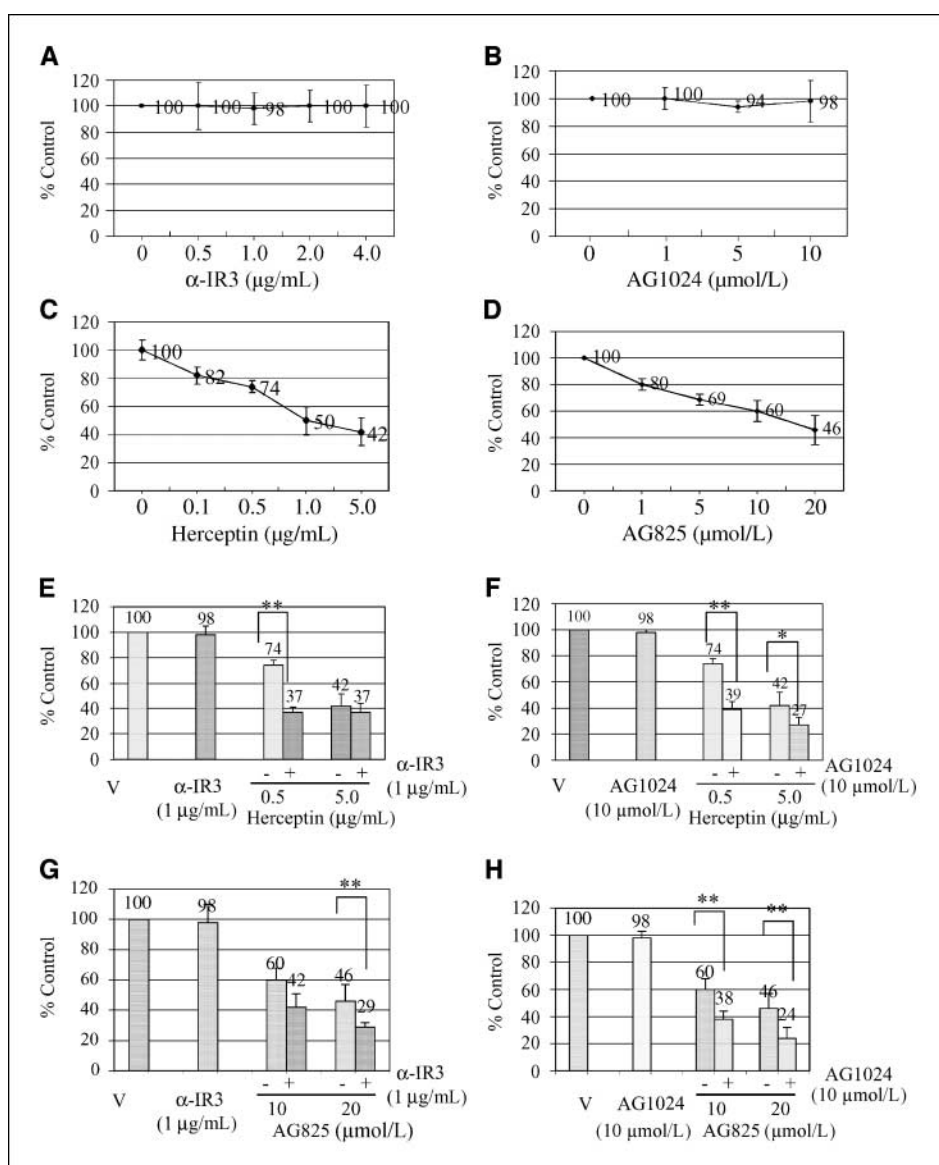 A
120
100
80
60
40
20
0
% Control
100 100 98 100 100
0 0.5 1.0 2.0 4.0
α-IR3 (µg/mL)
B
120
100
80
60
40
20
0
% Control
100 100 94 98
0 1 5 10
AG1024 (µmol/L)
C
120
100
80
60
40
20
0
% Control
100 82 74 50 42
0 0.1 0.5 1.0 5.0
Herceptin (µg/mL)
D
120
100
80
60
40
20
0
% Control
100 80 69 60 46
0 1 5 10 20
AG825 (µmol/L)
E
120
100
80
60
40
20
0
% Control
**
100 98 74 37 42 37
- + - +
V
α-IR3
(1 µg/mL)
0.5 5.0
Herceptin (µg/mL)
α-IR3
(1 µg/mL)
F
120
100
80
60
40
20
0
% Control
** *
100 98 74 39 42 27
- + - +
V
AG1024
(10 µmol/L)
0.5 5.0
Herceptin (µg/mL)
AG1024
(10 µmol/L)
G
120
100
80
60
40
20
0
% Control
**
100 98 60 42 46 29
- + - +
V
α-IR3
(1 µg/mL)
10 20
AG825 (µmol/L)
α-IR3
(1 µg/mL)
H
120
100
80
60
40
20
0
% Control
** **
100 98 60 38 46 24
- + - +
V
AG1024
(10 µmol/L)
10 20
AG825 (µmol/L)
AG1024
(10 µmol/L)